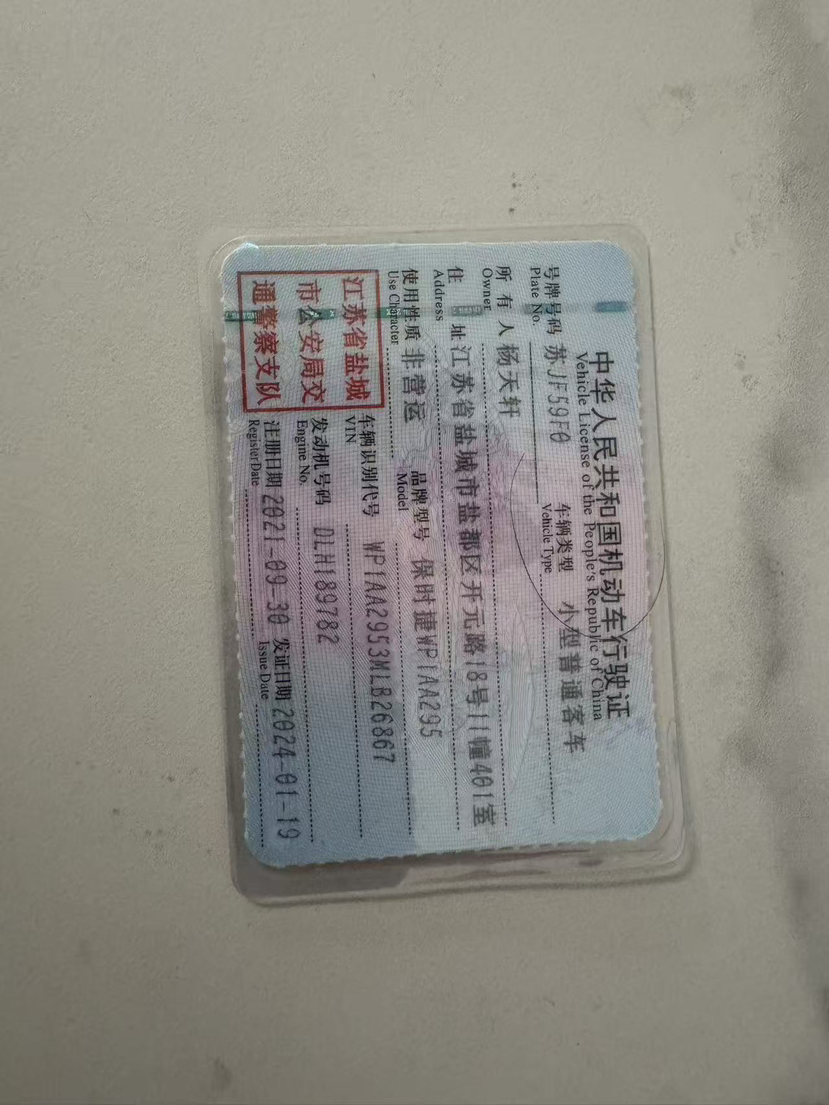 中华人民共和国机动车行驶证
Vehicle License of the People's Republic of China
号牌号码 苏JF59F0 车辆类型 小型普通客车
Plate No. Vehicle Type
所有人 杨天轩
Owner
住址 江苏省盐城市盐都区开元路18号11幢401室
Address
使用性质 非营运 品牌型号 保时捷WP1AA295
Use Character Model
江苏省盐城
市公安局交
通警察支队
车辆识别代号 WP1AA2953MLB26867
VIN
发动机号码 DLH189782
Engine No.
注册日期 2021-09-30 发证日期 2024-01-19
Register Date Issue Date